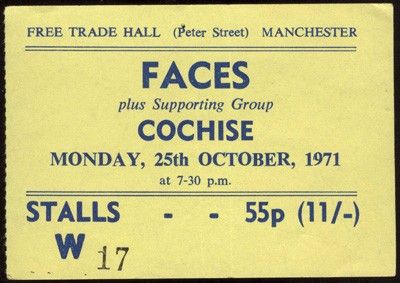 FREE TRADE HALL (Peter Street) MANCHESTER
FACES
plus Supporting Group
COCHISE
MONDAY, 25th OCTOBER, 1971
at 7-30 p.m.
STALLS - - 55p (11/-)
W 17